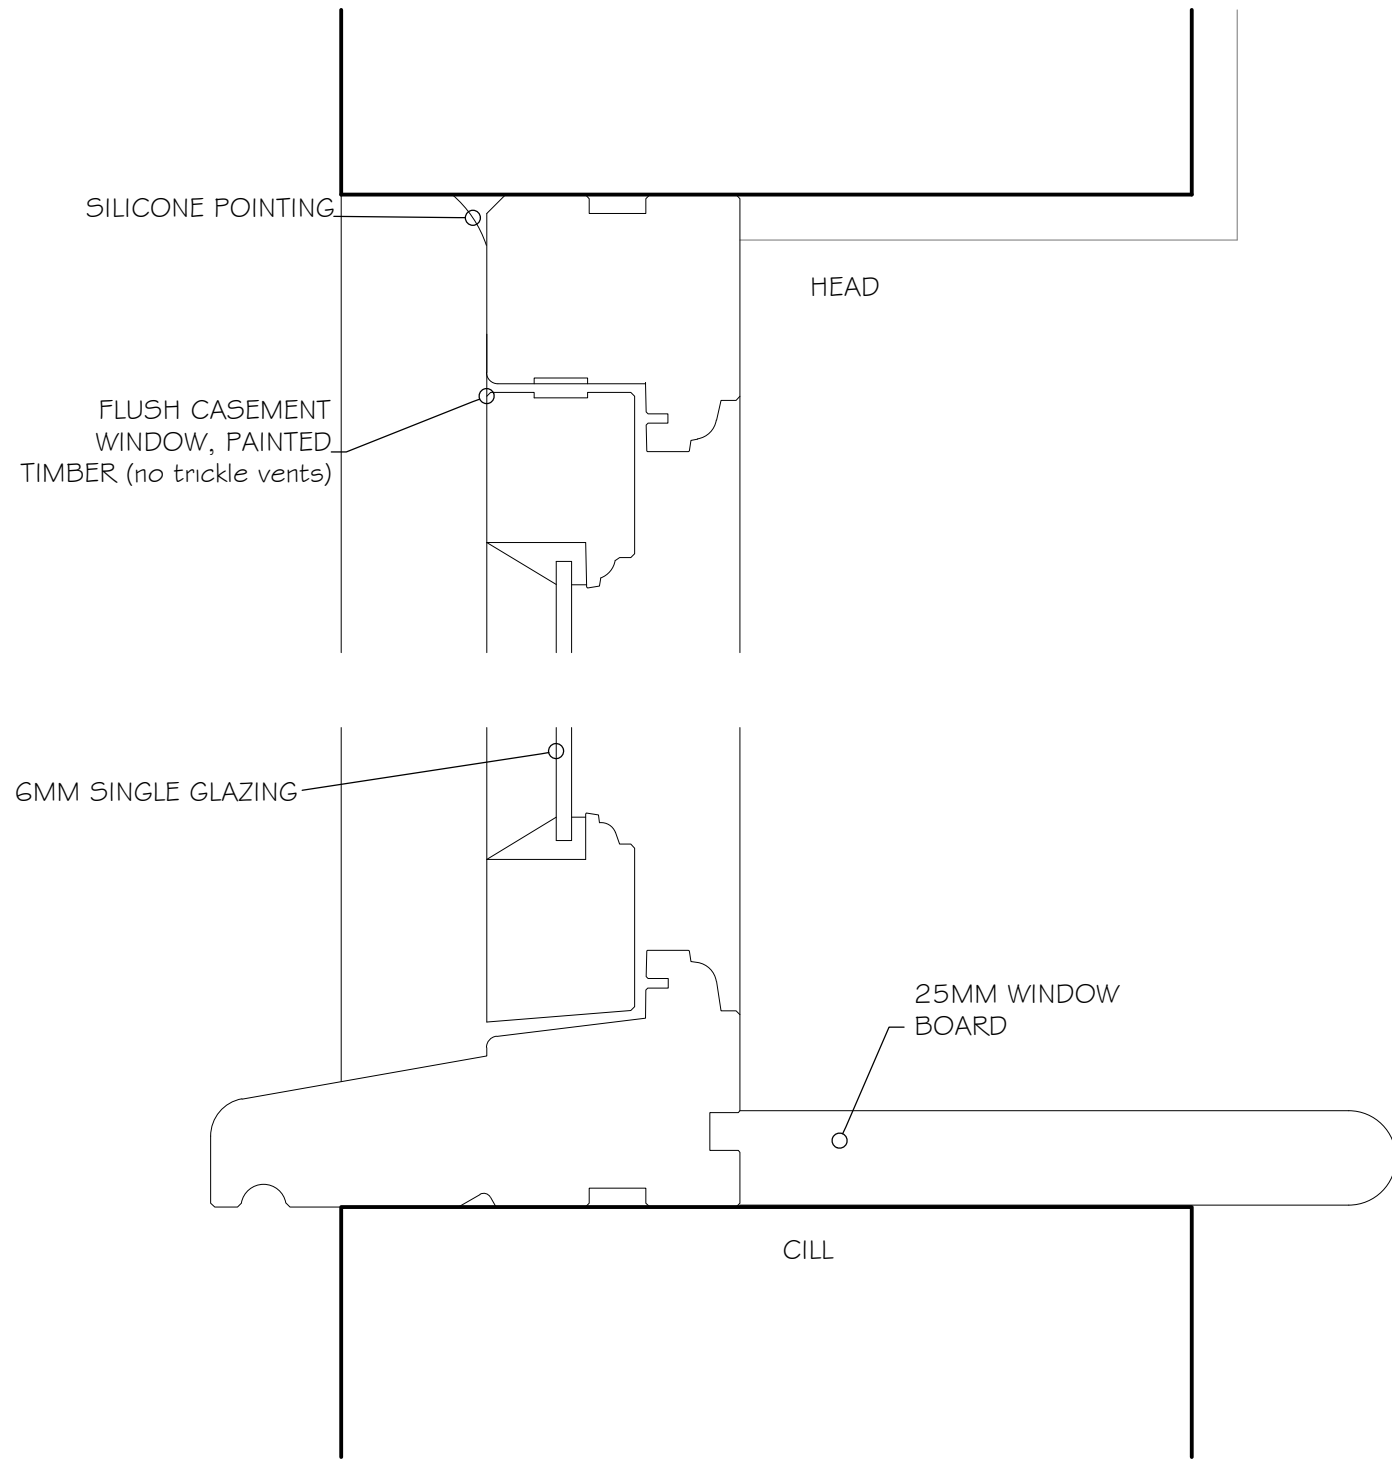 SILICONE POINTING
HEAD
FLUSH CASEMENT
WINDOW, PAINTED
TIMBER (no trickle vents)
6MM SINGLE GLAZING
25MM WINDOW
BOARD
CILL